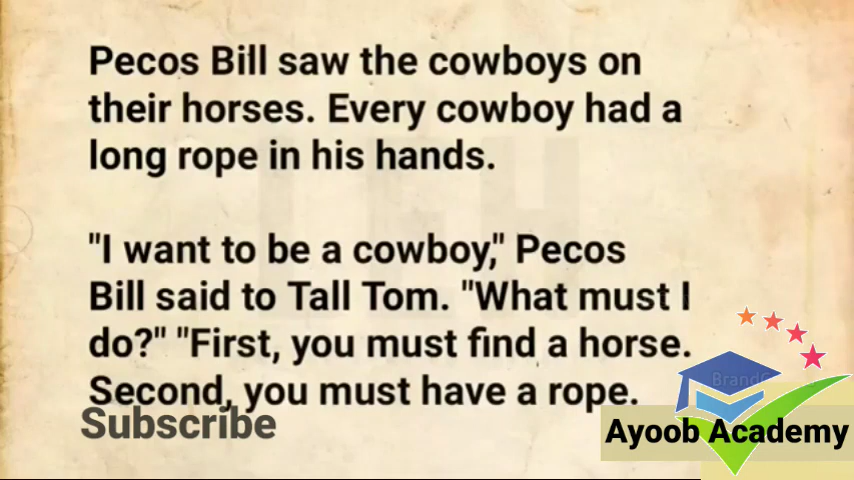 Pecos Bill saw the cowboys on
their horses. Every cowboy had a
long rope in his hands.
"I want to be a cowboy," Pecos
Bill said to Tall Tom. "What must I
do?" "First, you must find a horse.
Second, you must have a rope.
Subscribe
Ayoob Academy